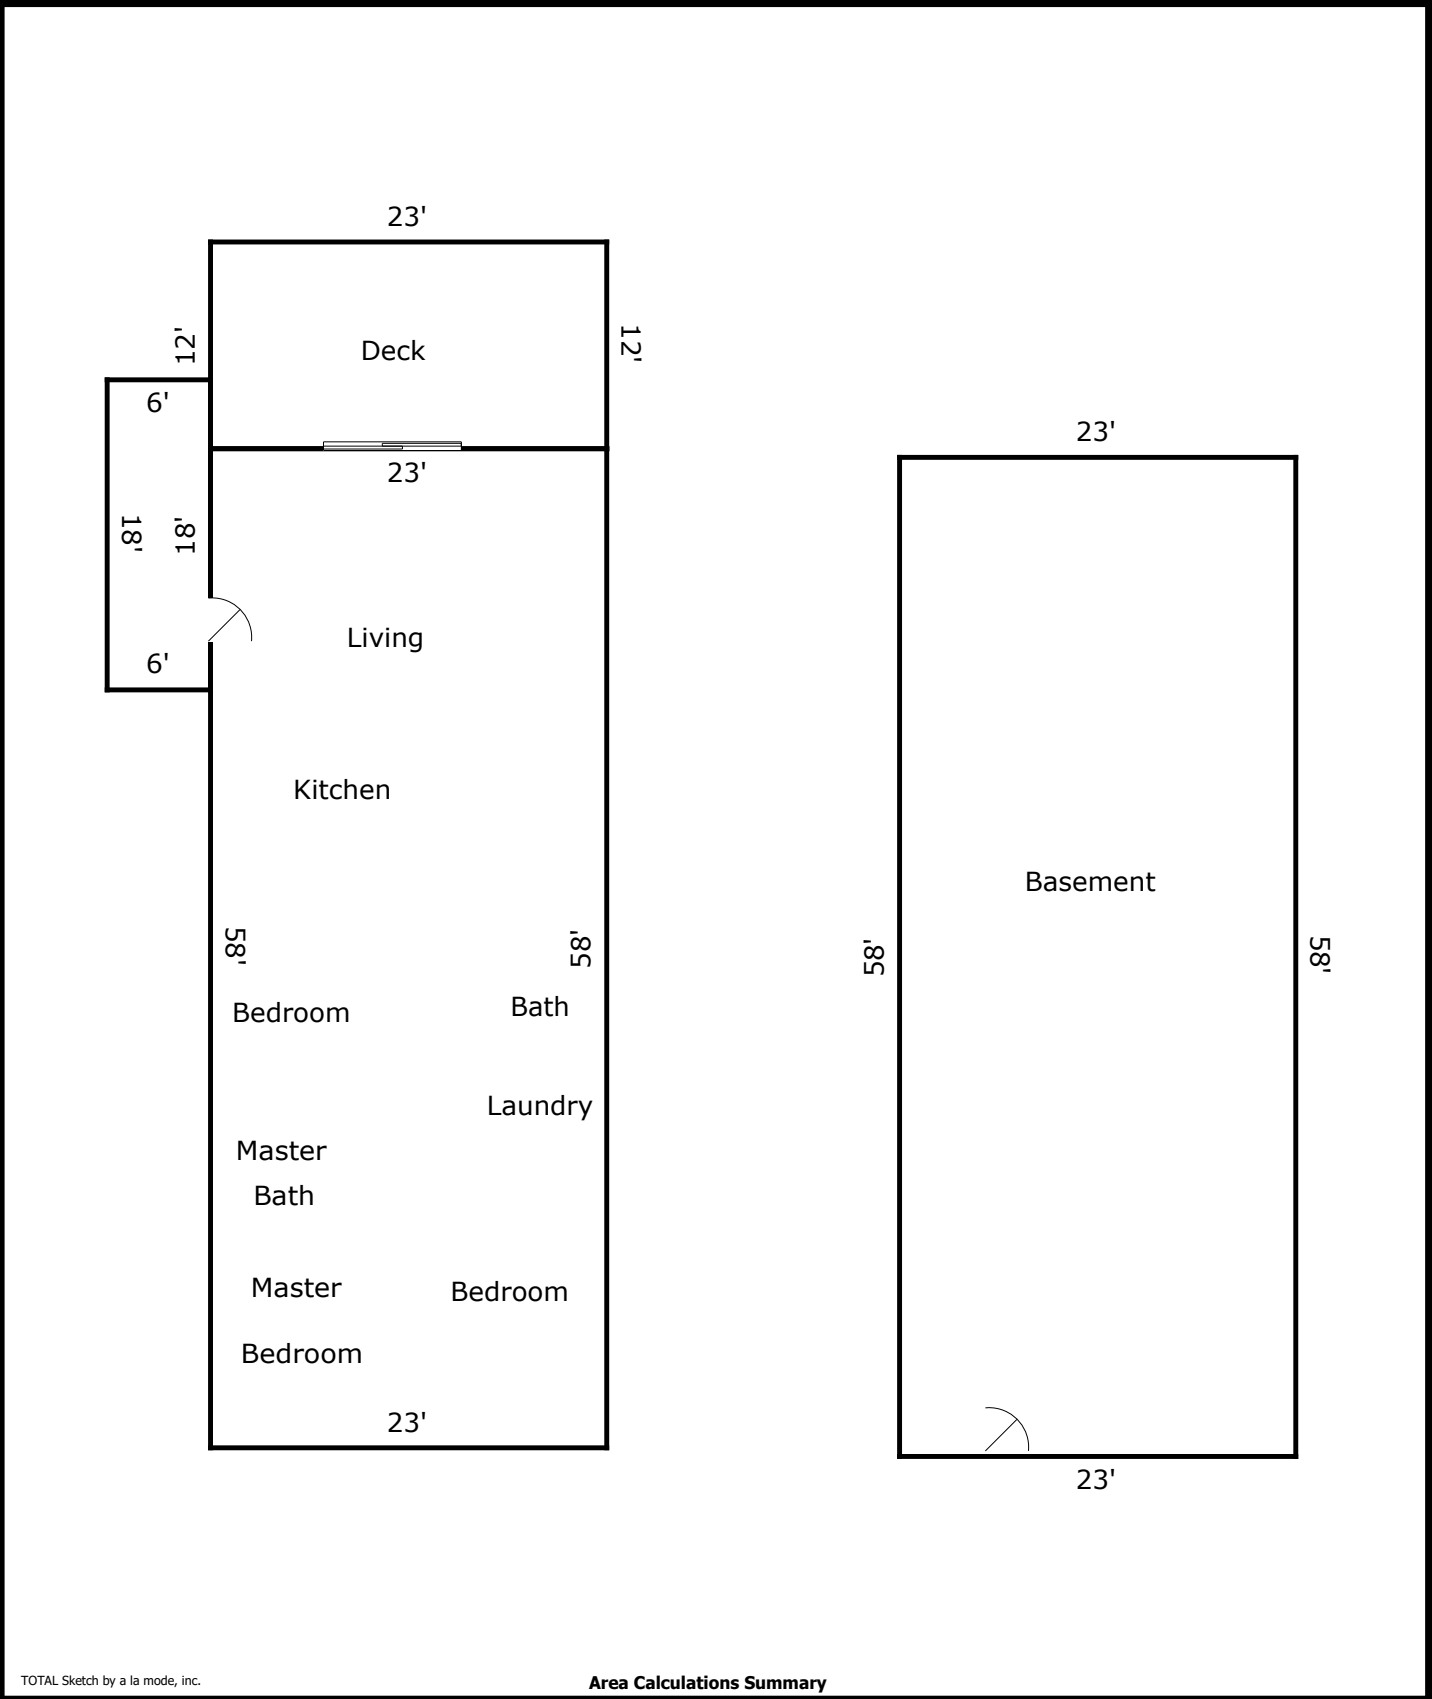 23'
12'
Deck
12'
6'
23'
18'
18'
Living
6'
Kitchen
58'
58'
Bedroom
Bath
Laundry
Master
Bath
Master
Bedroom
Bedroom
23'
23'
Basement
58'
58'
23'
TOTAL Sketch by a la mode, inc.
Area Calculations Summary